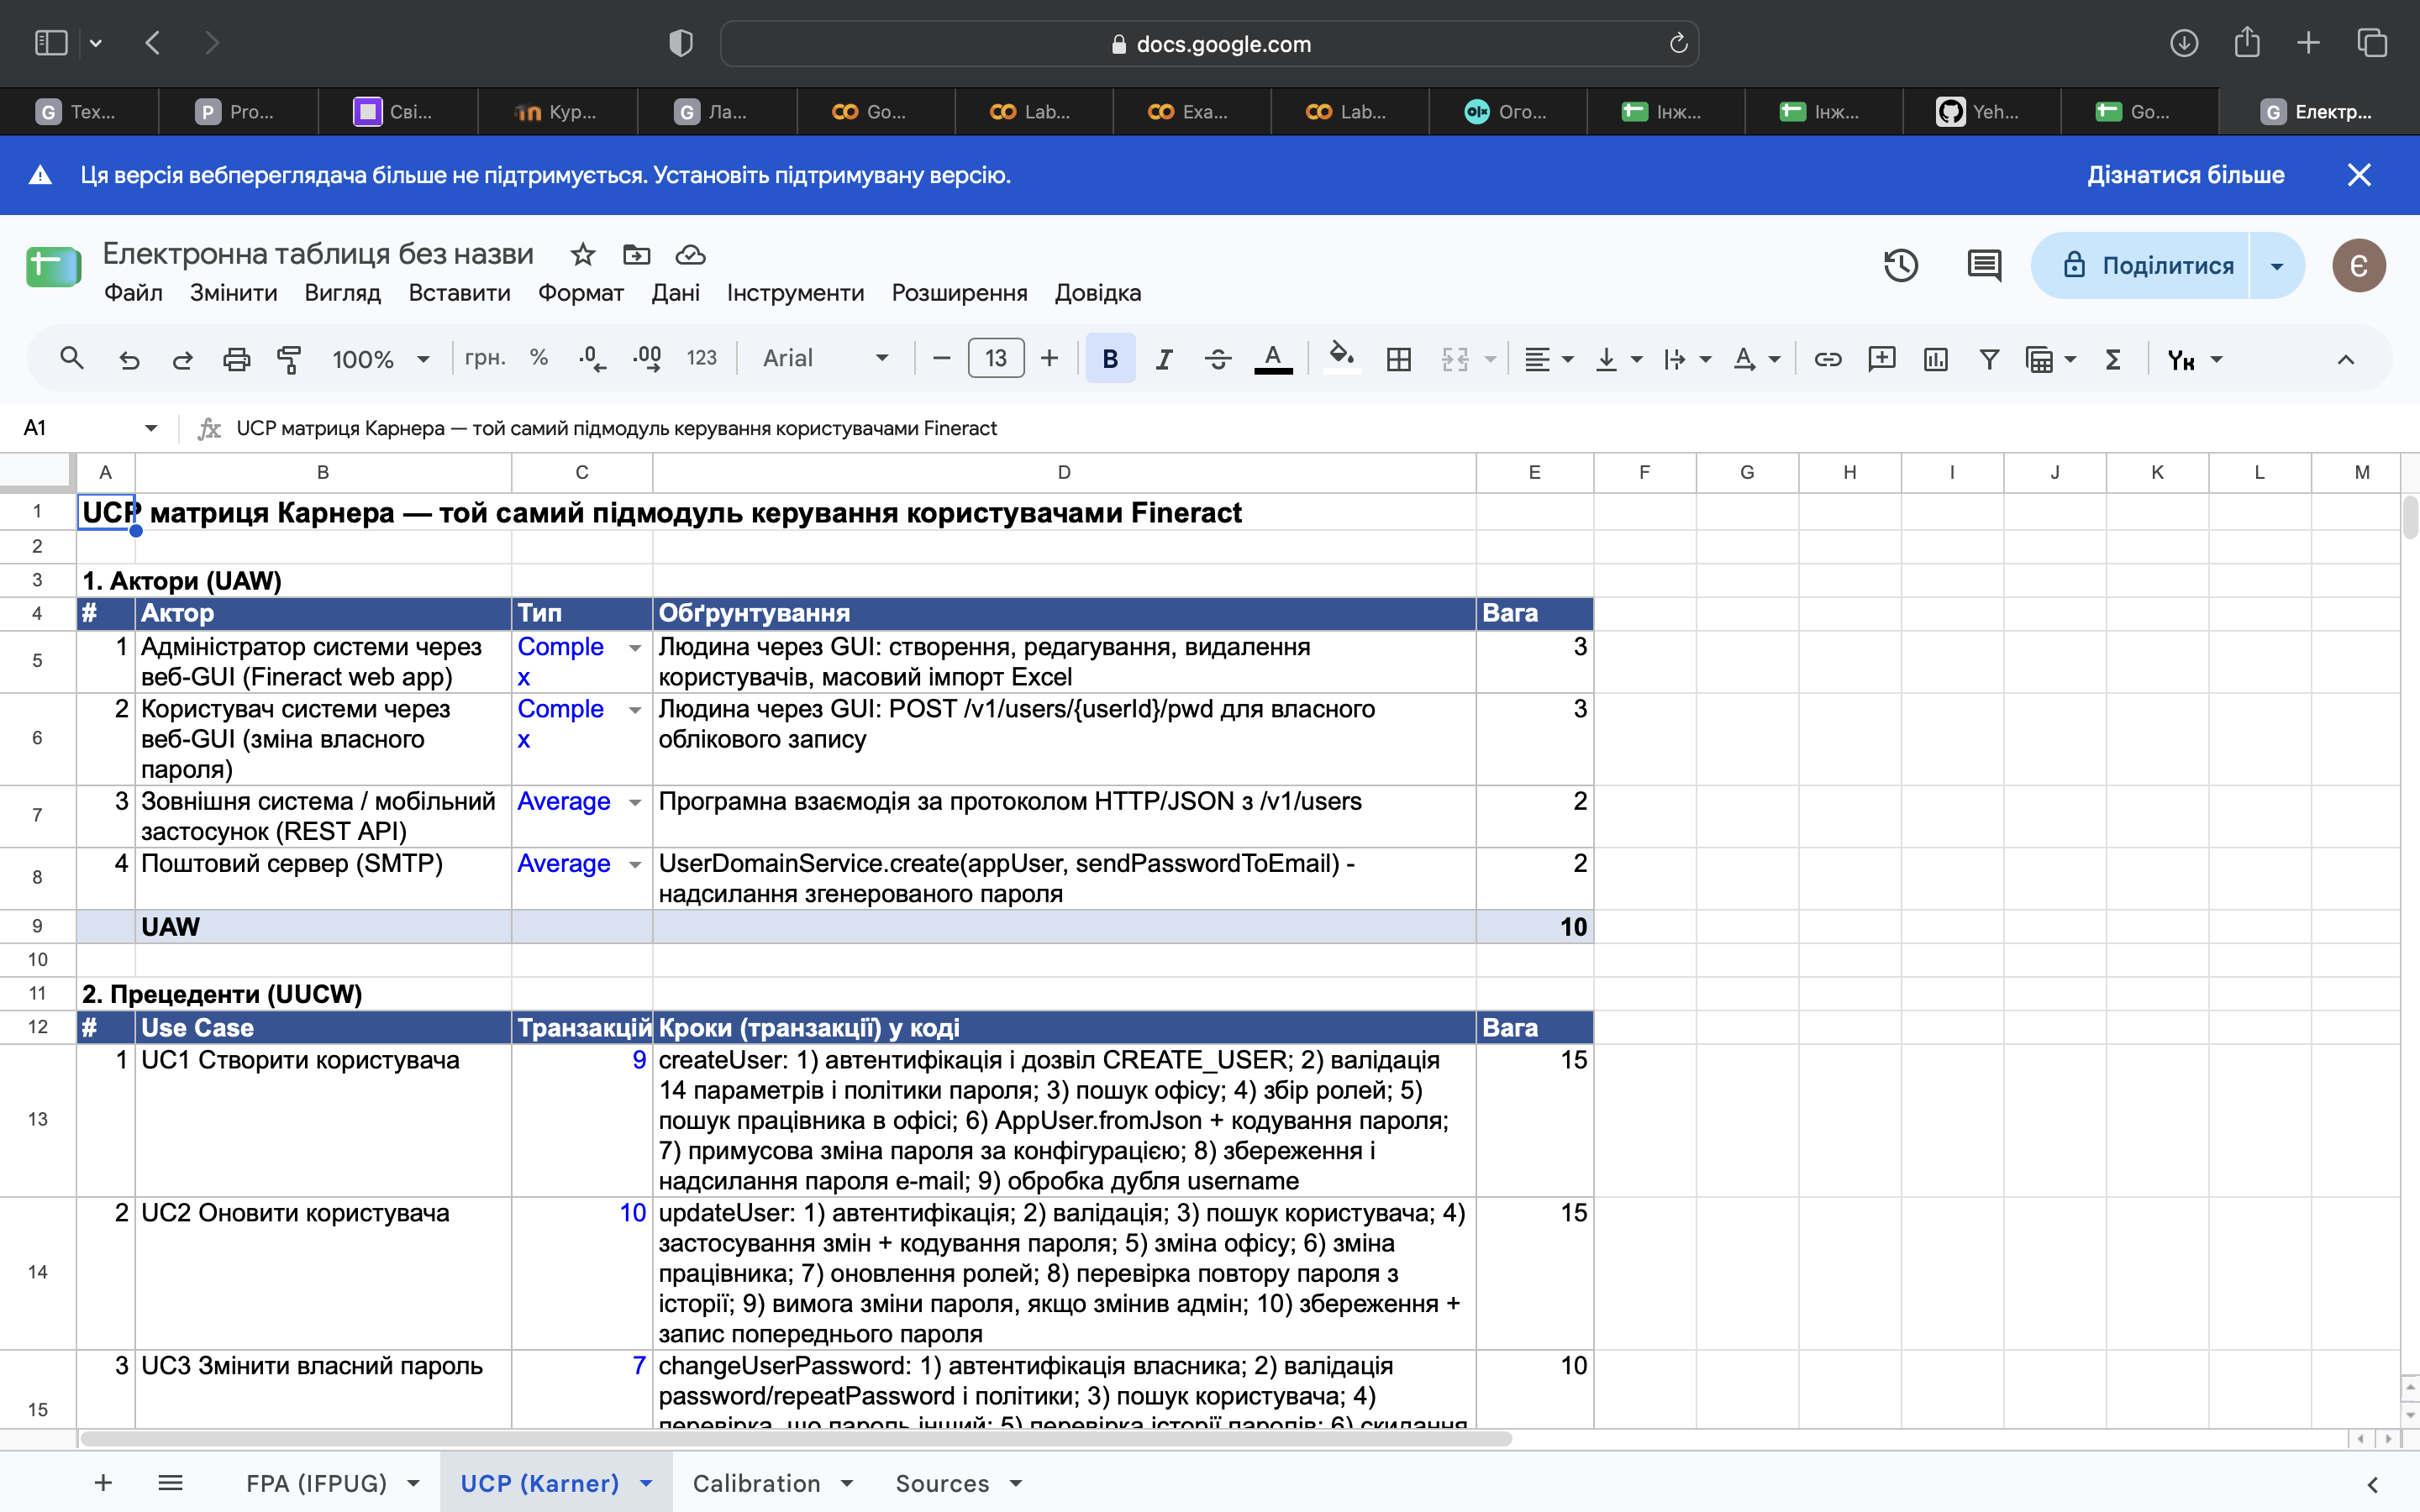 docs.google.com
G Tex...
P Pro...
Сві...
Кур...
G Ла...
Go...
Lab...
Exa...
Lab...
olx Ого...
Інж...
Інж...
Yeh...
Go...
G Електр...
Ця версія вебпереглядача більше не підтримується. Установіть підтримувану версію.
Дізнатися більше
Електронна таблиця без назви
Файл Змінити Вигляд Вставити Формат Дані Інструменти Розширення Довідка
Поділитися
Є
100% грн. % .0 .00 123 Arial 13 B I A Yк
A1 fx UCP матриця Карнера — той самий підмодуль керування користувачами Fineract
A B C D E F G H I J K L M
1 UCP матриця Карнера — той самий підмодуль керування користувачами Fineract
2
3 1. Актори (UAW)
4 # Актор Тип Обґрунтування Вага
5 1 Адміністратор системи через веб-GUI (Fineract web app) Complex Людина через GUI: створення, редагування, видалення користувачів, масовий імпорт Excel 3
6 2 Користувач системи через веб-GUI (зміна власного пароля) Complex Людина через GUI: POST /v1/users/{userId}/pwd для власного облікового запису 3
7 3 Зовнішня система / мобільний застосунок (REST API) Average Програмна взаємодія за протоколом HTTP/JSON з /v1/users 2
8 4 Поштовий сервер (SMTP) Average UserDomainService.create(appUser, sendPasswordToEmail) - надсилання згенерованого пароля 2
9 UAW 10
10
11 2. Прецеденти (UUCW)
12 # Use Case Транзакцій Кроки (транзакції) у коді Вага
13 1 UC1 Створити користувача 9 createUser: 1) автентифікація і дозвіл CREATE_USER; 2) валідація 14 параметрів і політики пароля; 3) пошук офісу; 4) збір ролей; 5) пошук працівника в офісі; 6) AppUser.fromJson + кодування пароля; 7) примусова зміна пароля за конфігурацією; 8) збереження і надсилання пароля e-mail; 9) обробка дубля username 15
14 2 UC2 Оновити користувача 10 updateUser: 1) автентифікація; 2) валідація; 3) пошук користувача; 4) застосування змін + кодування пароля; 5) зміна офісу; 6) зміна працівника; 7) оновлення ролей; 8) перевірка повтору пароля з історії; 9) вимога зміни пароля, якщо змінив адмін; 10) збереження + запис попереднього пароля 15
15 3 UC3 Змінити власний пароль 7 changeUserPassword: 1) автентифікація власника; 2) валідація password/repeatPassword і політики; 3) пошук користувача; 4) перевірка, що пароль інший; 5) перевірка історії паролів; 6) скидання 10
FPA (IFPUG) UCP (Karner) Calibration Sources